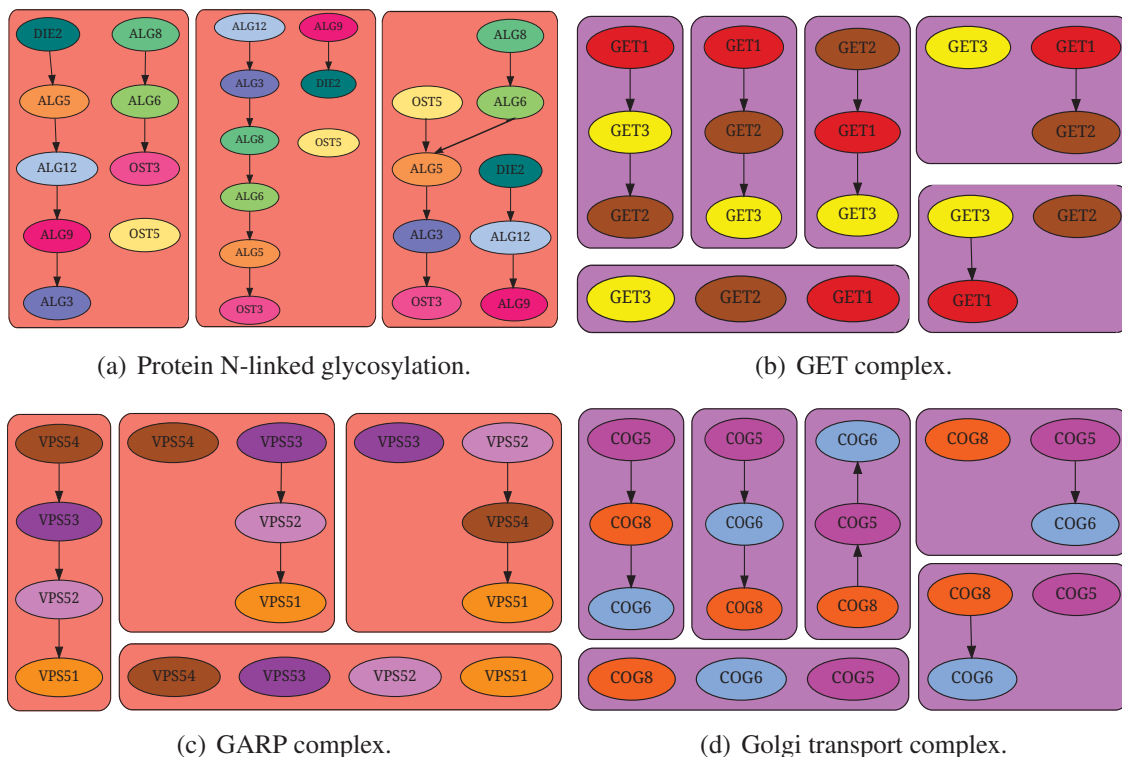 DIE2 ALG8
ALG5 ALG6
ALG12 OST3
ALG9 OST5
ALG3
ALG12 ALG9
ALG3 DIE2
ALG8 OST5
ALG6
ALG5
OST3
ALG8
OST5 ALG6
ALG5 DIE2
ALG3 ALG12
OST3 ALG9
(a) Protein N-linked glycosylation.
GET1 GET1 GET2
GET3 GET2 GET1
GET2 GET3 GET3
GET3 GET1
GET2
GET3 GET2
GET1
GET3 GET2 GET1
(b) GET complex.
VPS54
VPS53
VPS52
VPS51
VPS54 VPS53
VPS52
VPS51
VPS53 VPS52
VPS54
VPS51
VPS54 VPS53 VPS52 VPS51
(c) GARP complex.
COG5 COG5 COG6
COG8 COG6 COG5
COG6 COG8 COG8
COG8 COG5
COG6
COG8 COG5
COG6
COG8 COG6 COG5
(d) Golgi transport complex.